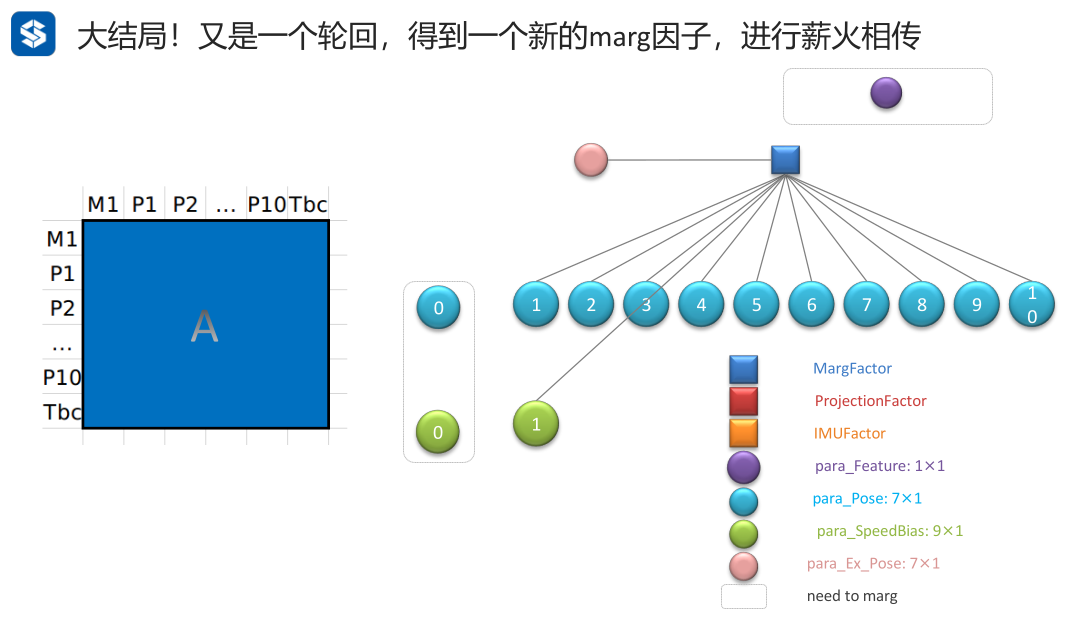 大结局！又是一个轮回，得到一个新的marg因子，进行薪火相传
M1 P1 P2 … P10 Tbc
M1
P1
P2
…
P10
Tbc
A
0
1 2 3 4 5 6 7 8 9 10
0
1
MargFactor
ProjectionFactor
IMUFactor
para_Feature: 1×1
para_Pose: 7×1
para_SpeedBias: 9×1
para_Ex_Pose: 7×1
need to marg